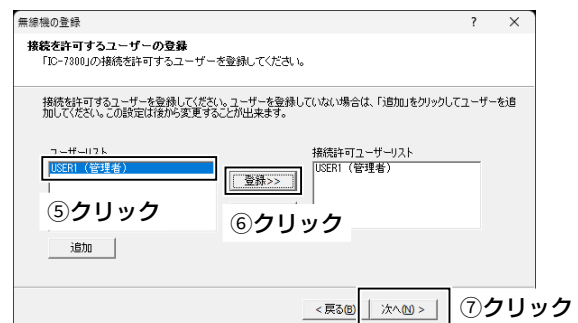 無線機の登録
接続を許可するユーザーの登録
「IC-7300」の接続を許可するユーザーを登録してください。
接続を許可するユーザーを登録してください。ユーザーを登録していない場合は、「追加」をクリックしてユーザーを追
加してください。この設定は後から変更することが出来ます。
ユーザーリスト
接続許可ユーザーリスト
USER1 (管理者)
登録>>
USER1 (管理者)
⑤クリック
⑥クリック
追加
< 戻る(B)
次へ(N) >
⑦クリック